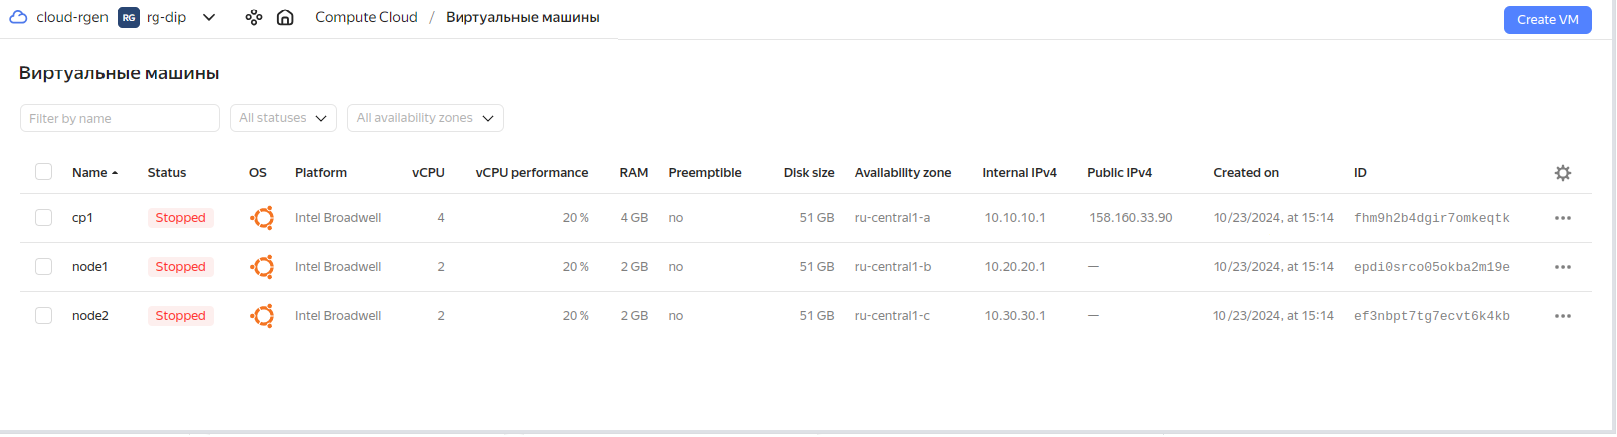 cloud-rgen RG rg-dip Compute Cloud / Виртуальные машины Create VM
Виртуальные машины
Filter by name All statuses All availability zones
Name Status OS Platform vCPU vCPU performance RAM Preemptible Disk size Availability zone Internal IPv4 Public IPv4 Created on ID
cp1 Stopped Intel Broadwell 4 20 % 4 GB no 51 GB ru-central1-a 10.10.10.1 158.160.33.90 10/23/2024, at 15:14 fhm9h2b4dgir7omkeqtk
node1 Stopped Intel Broadwell 2 20 % 2 GB no 51 GB ru-central1-b 10.20.20.1 — 10/23/2024, at 15:14 epdi0srco05okba2m19e
node2 Stopped Intel Broadwell 2 20 % 2 GB no 51 GB ru-central1-c 10.30.30.1 — 10/23/2024, at 15:14 ef3nbpt7tg7ecvt6k4kb